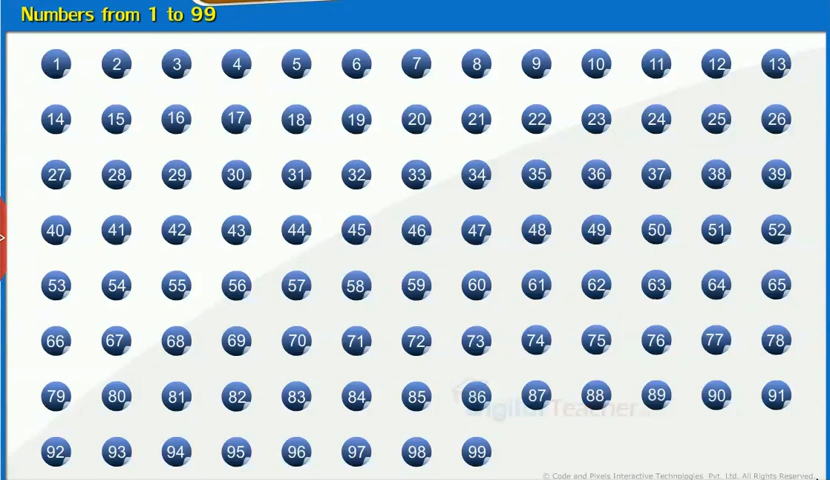 Numbers from 1 to 99
1 2 3 4 5 6 7 8 9 10 11 12 13
14 15 16 17 18 19 20 21 22 23 24 25 26
27 28 29 30 31 32 33 34 35 36 37 38 39
40 41 42 43 44 45 46 47 48 49 50 51 52
53 54 55 56 57 58 59 60 61 62 63 64 65
66 67 68 69 70 71 72 73 74 75 76 77 78
79 80 81 82 83 84 85 86 87 88 89 90 91
Digital Teacher
92 93 94 95 96 97 98 99
© Code and Pixels Interactive Technologies Pvt. Ltd. All Rights Reserved.